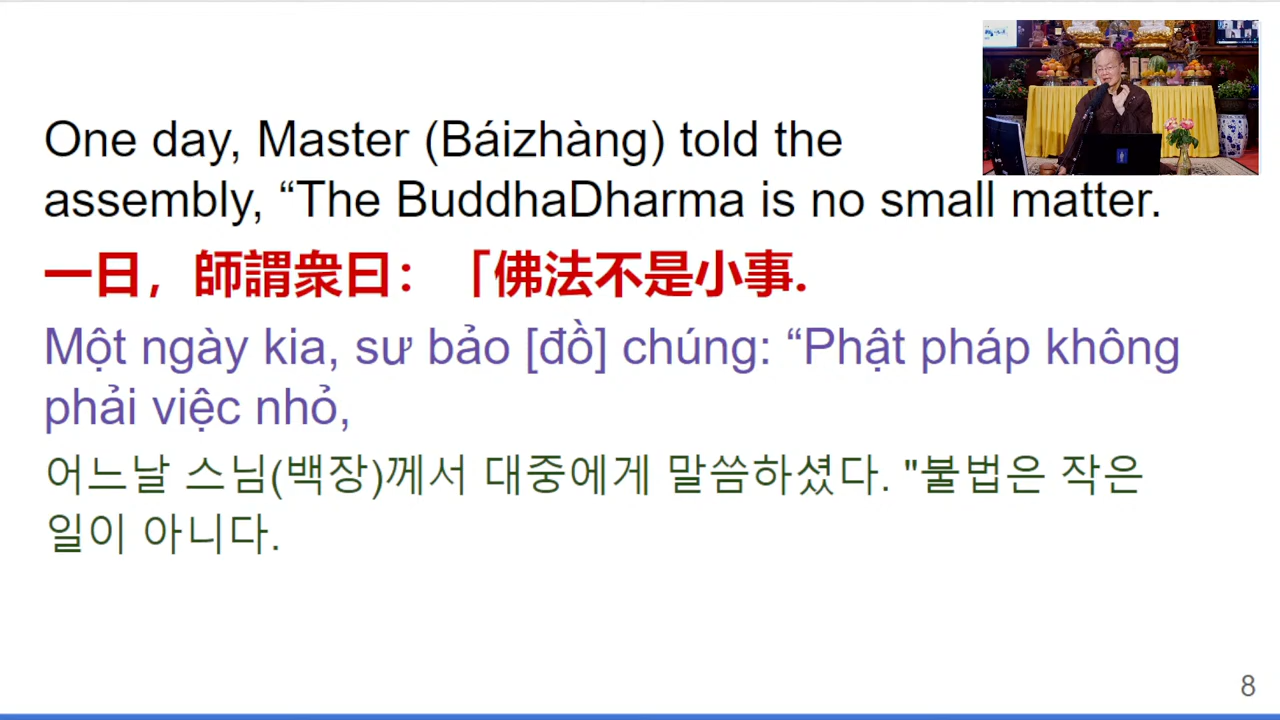 One day, Master (Báizhàng) told the
assembly, “The BuddhaDharma is no small matter.
一日，師謂衆曰：「佛法不是小事.
Một ngày kia, sư bảo [đồ] chúng: “Phật pháp không
phải việc nhỏ,
어느날 스님(백장)께서 대중에게 말씀하셨다. "불법은 작은
일이 아니다.
8